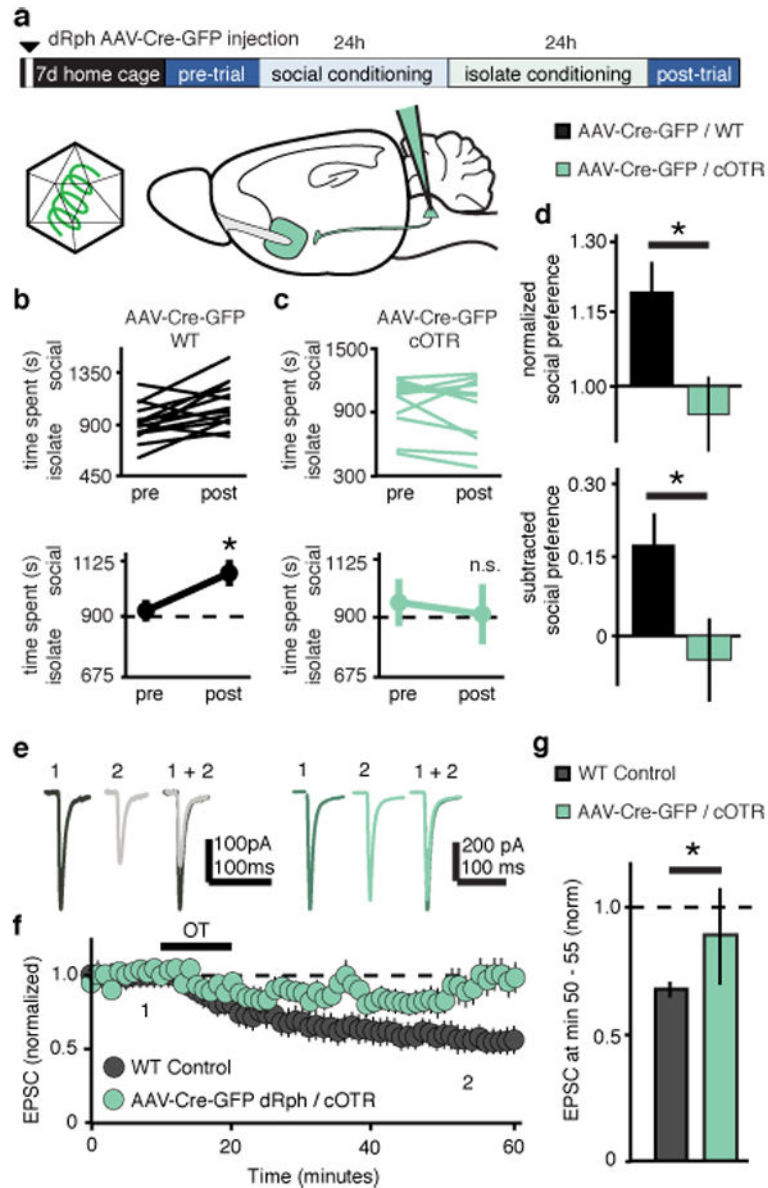 a
dRph AAV-Cre-GFP injection
24h
24h
7d home cage
pre-trial
social conditioning
isolate conditioning
post-trial
AAV-Cre-GFP / WT
AAV-Cre-GFP / cOTR
b
AAV-Cre-GFP
WT
time spent (s)
isolate social
1350
900
450
pre
post
time spent (s)
isolate social
1125
900
675
*
pre
post
c
AAV-Cre-GFP
cOTR
time spent (s)
isolate social
1500
900
300
pre
post
time spent (s)
isolate social
1125
900
675
n.s.
pre
post
d
normalized
social preference
1.30
1.15
1.00
*
subtracted
social preference
0.30
0.15
0
*
e
1
2
1 + 2
100pA
100ms
1
2
1 + 2
200 pA
100 ms
f
OT
EPSC (normalized)
1.0
0.5
0
1
2
WT Control
AAV-Cre-GFP dRph / cOTR
0
20
40
60
Time (minutes)
g
WT Control
AAV-Cre-GFP / cOTR
*
EPSC at min 50 - 55 (norm)
1.0
0.5
0